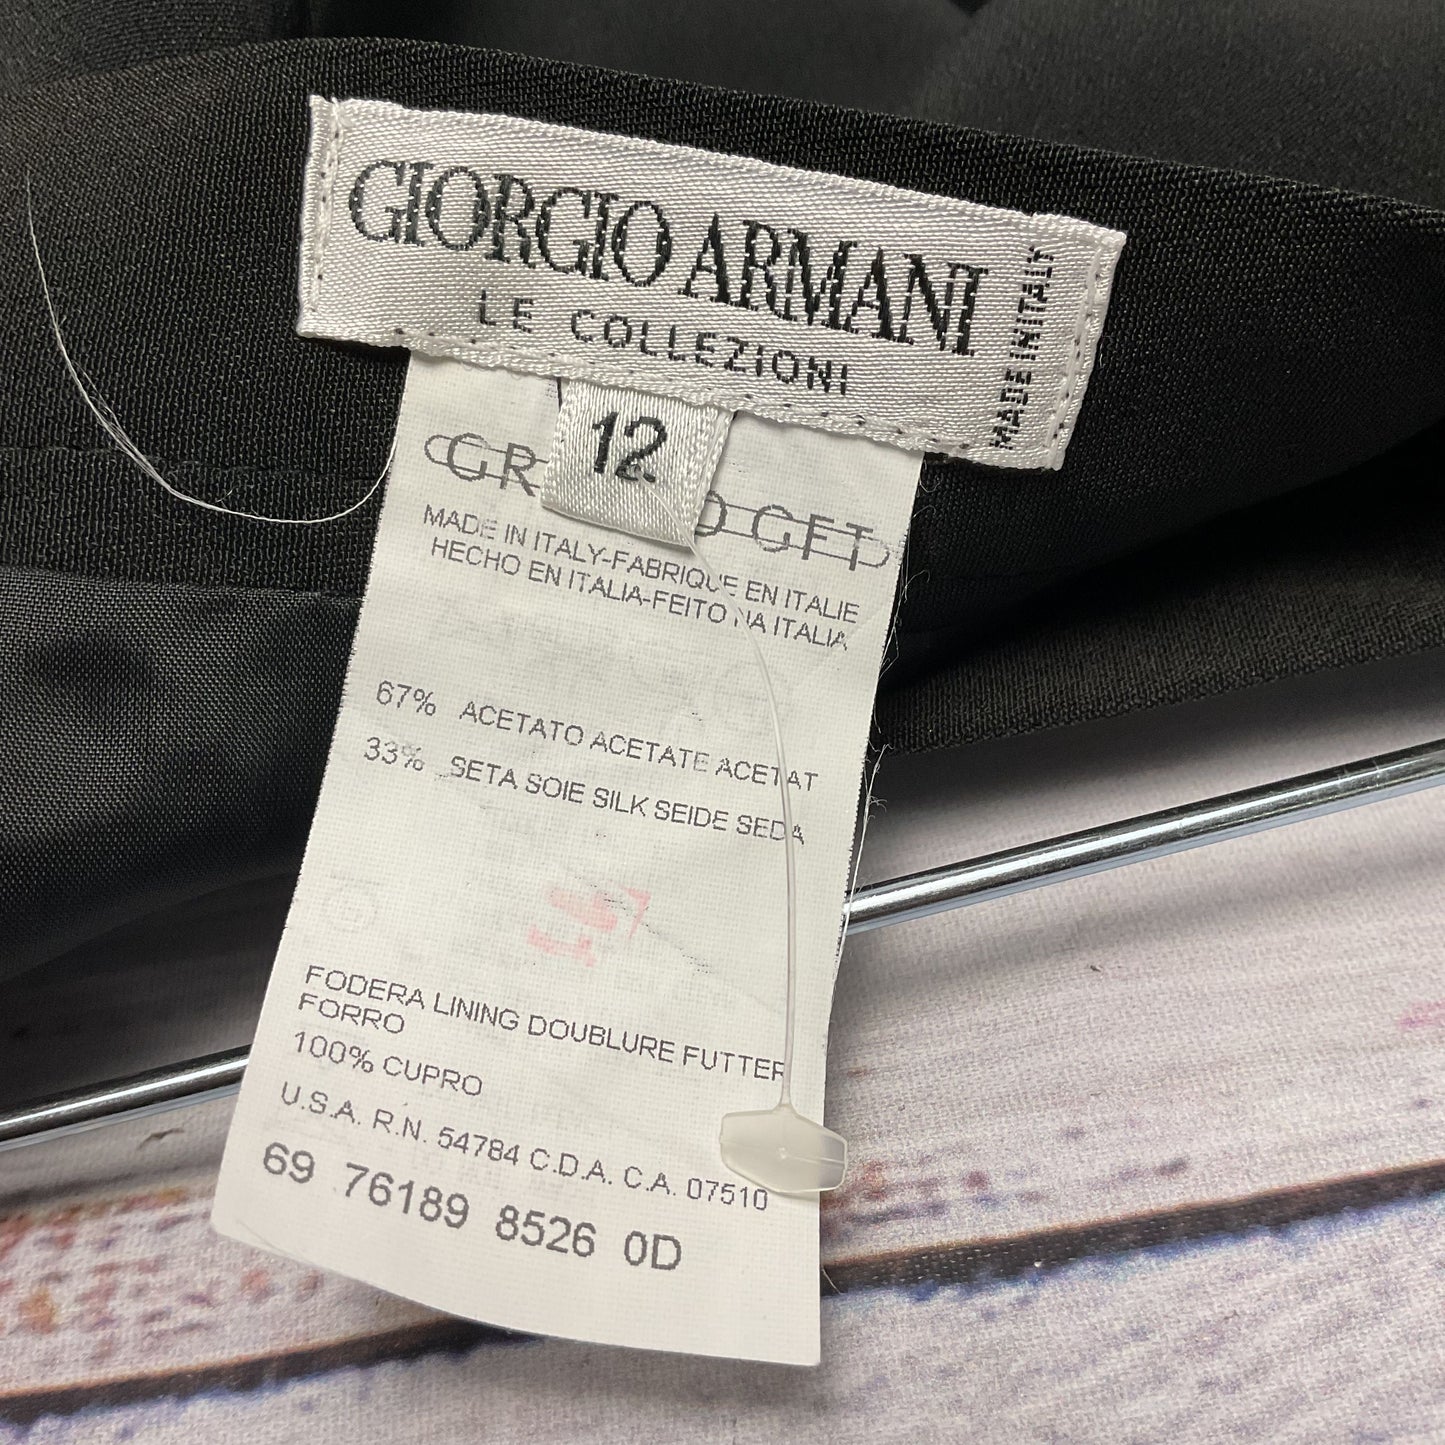 GIORGIO ARMANI
LE COLLEZIONI
MADE IN ITALY
12
GFT
MADE IN ITALY-FABRIQUE EN ITALIE
HECHO EN ITALIA-FEITO NA ITALIA
67% ACETATO ACETATE ACETAT
33% SETA SOIE SILK SEIDE SEDA
FODERA LINING DOUBLURE FUTTER
FORRO
100% CUPRO
U.S.A. R.N. 54784 C.D.A. C.A. 07510
69 76189 8526 0D